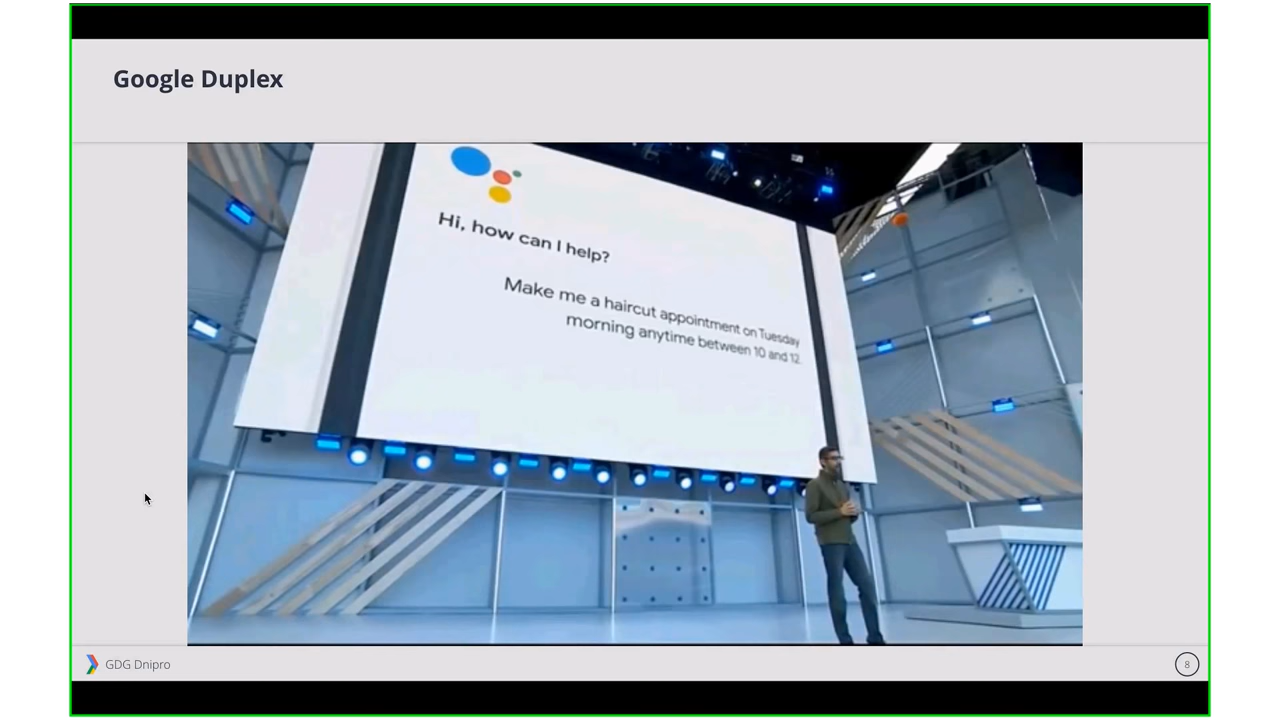 Google Duplex
Hi, how can I help?
Make me a haircut appointment on Tuesday
morning anytime between 10 and 12.
GDG Dnipro
8